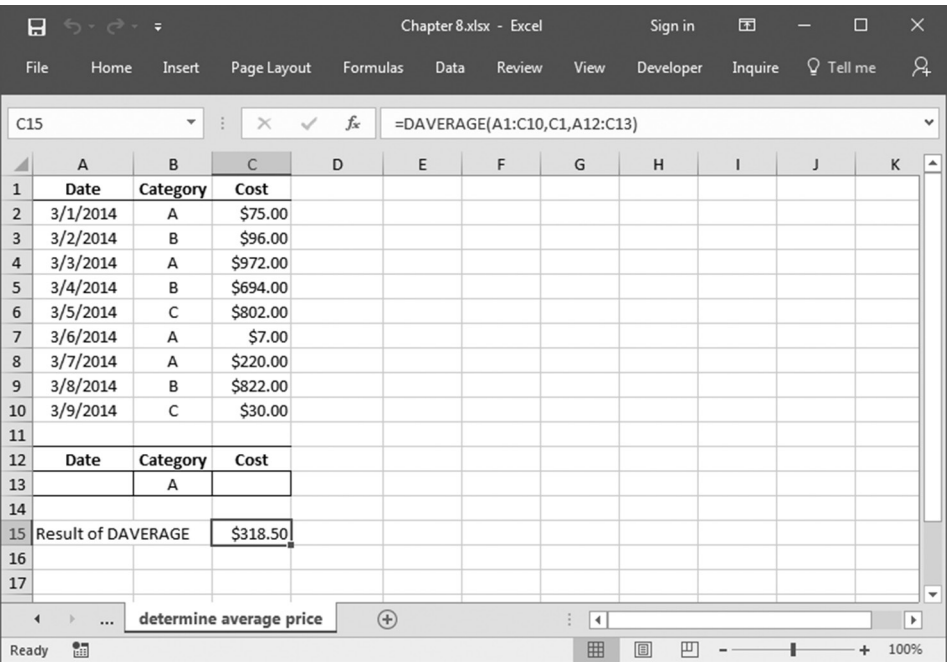 Chapter 8.xlsx - Excel Sign in
File Home Insert Page Layout Formulas Data Review View Developer Inquire Tell me
C15 fx =DAVERAGE(A1:C10,C1,A12:C13)
A B C D E F G H I J K
1 Date Category Cost
2 3/1/2014 A $75.00
3 3/2/2014 B $96.00
4 3/3/2014 A $972.00
5 3/4/2014 B $694.00
6 3/5/2014 C $802.00
7 3/6/2014 A $7.00
8 3/7/2014 A $220.00
9 3/8/2014 B $822.00
10 3/9/2014 C $30.00
11
12 Date Category Cost
13 A
14
15 Result of DAVERAGE $318.50
16
17
... determine average price
Ready 100%